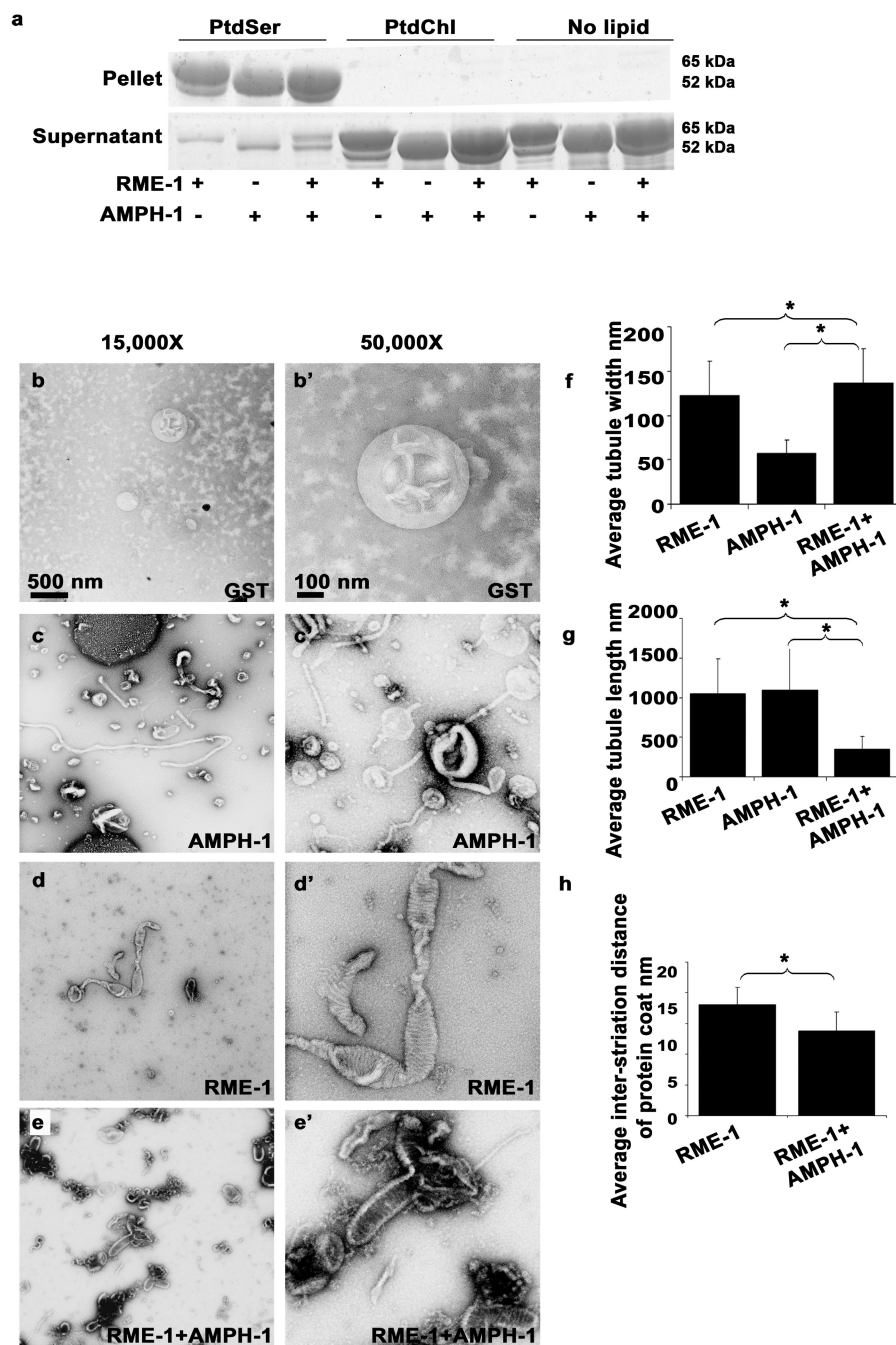 a
PtdSer PtdChl No lipid
Pellet
65 kDa
52 kDa
Supernatant
65 kDa
52 kDa
RME-1 + - + + - + + - +
AMPH-1 - + + - + + - + +
15,000X 50,000X
b
500 nm
GST
b'
100 nm
GST
c
AMPH-1
c'
AMPH-1
d
RME-1
d'
RME-1
e
RME-1+AMPH-1
e'
RME-1+AMPH-1
f
Average tubule width nm
200
150
100
50
0
*
*
RME-1
AMPH-1
RME-1+
AMPH-1
g
Average tubule length nm
2000
1500
1000
500
0
*
*
RME-1
AMPH-1
RME-1+
AMPH-1
h
Average inter-striation distance
of protein coat nm
20
15
10
5
0
*
RME-1
RME-1+
AMPH-1